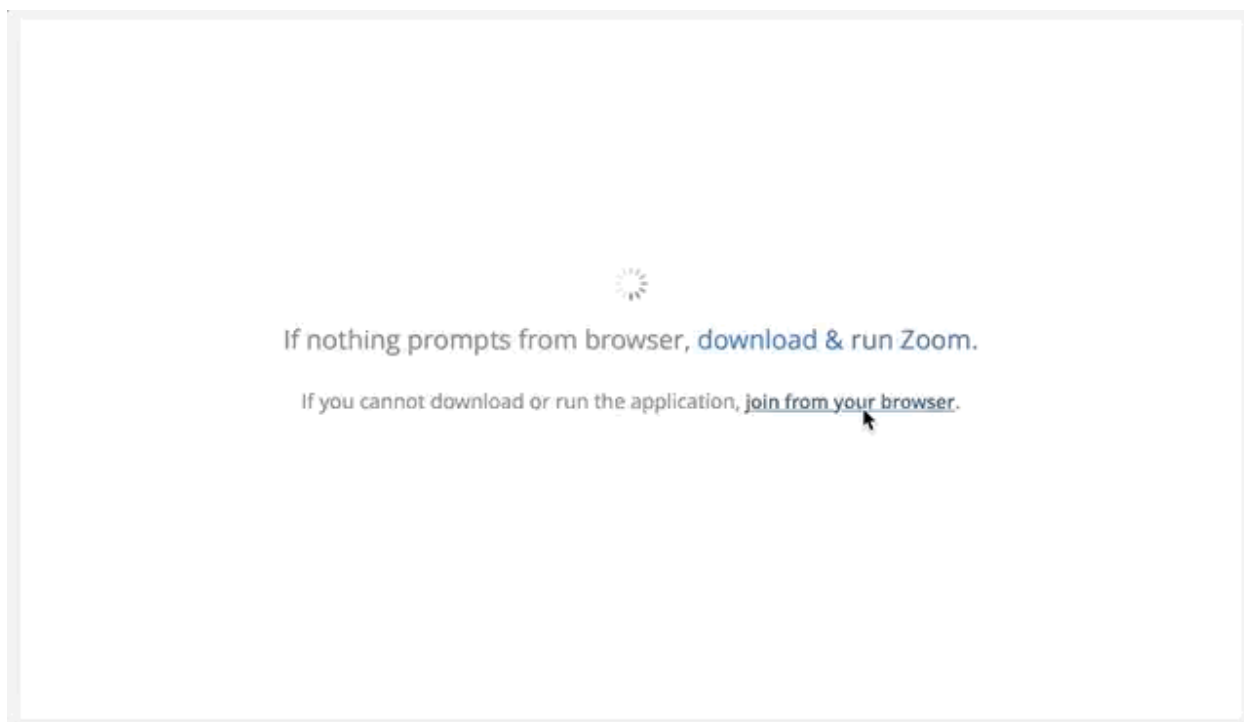 If nothing prompts from browser, download & run Zoom.
If you cannot download or run the application, join from your browser.